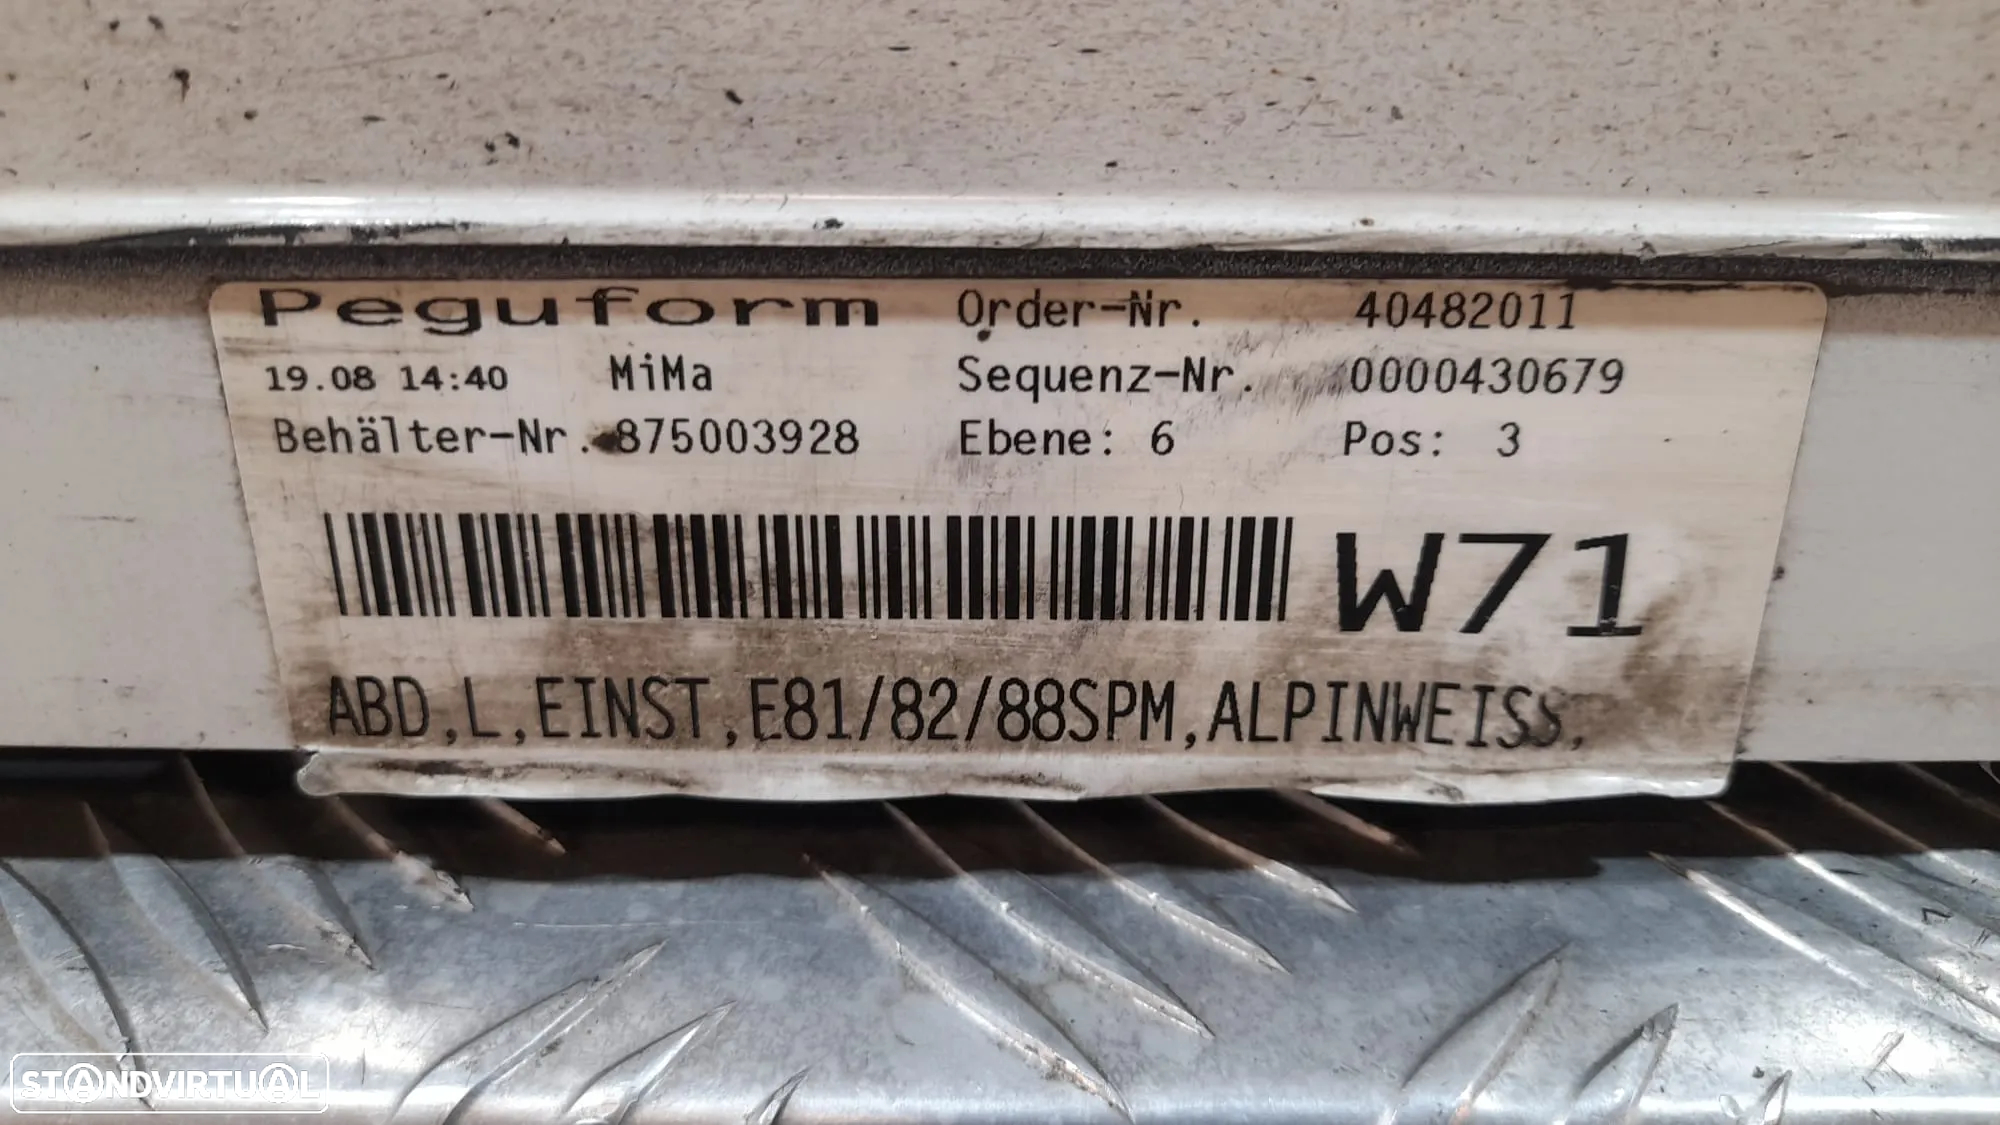 Peguform Order-Nr. 40482011
19.08 14:40 MiMa Sequenz-Nr. 0000430679
Behälter-Nr. 875003928 Ebene: 6 Pos: 3
W71
ABD,L,EINST,E81/82/88SPM,ALPINWEISS,
STANDVIRTUAL